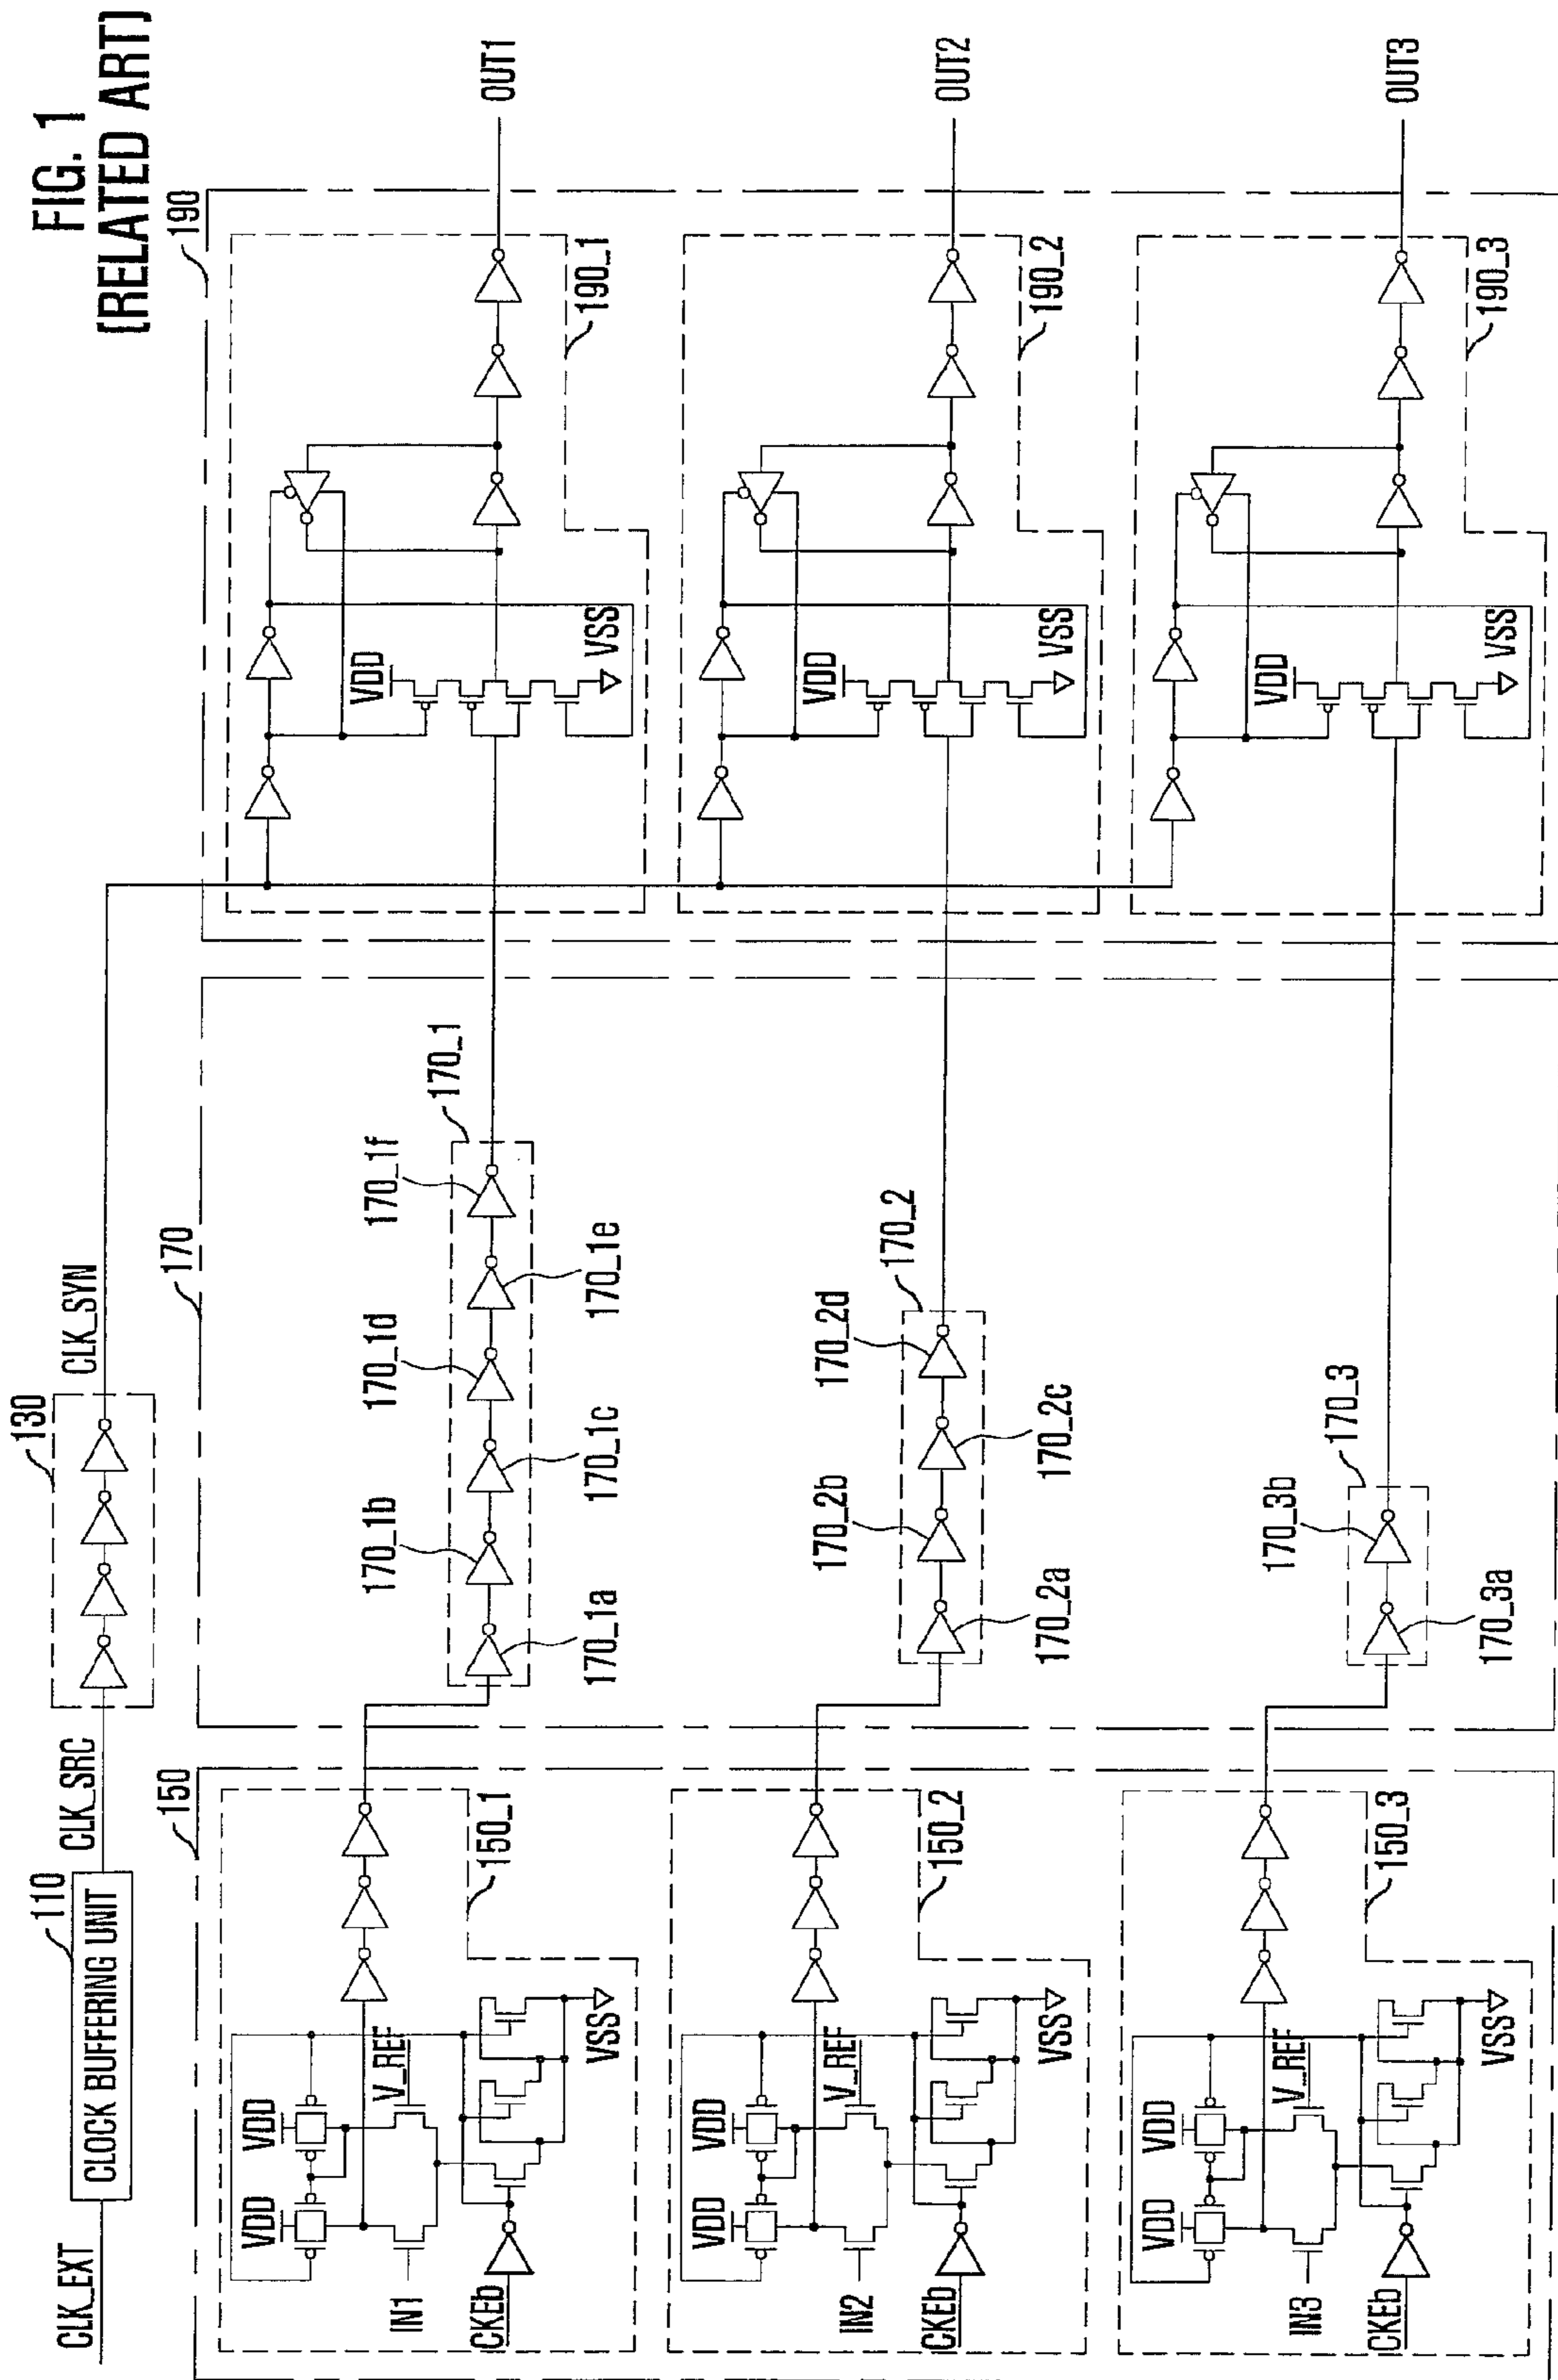 FIG. 1
(RELATED ART)
CLK_EXT
110
CLOCK BUFFERING UNIT
CLK_SRC
130
CLK_SYN
150
170
190
VDD
VDD
IN1
V_REF
CKEb
VSS
150_1
170_1a
170_1b
170_1c
170_1d
170_1e
170_1f
170_1
VDD
VSS
190_1
OUT1
VDD
VDD
IN2
V_REF
CKEb
VSS
150_2
170_2a
170_2b
170_2c
170_2d
170_2
VDD
VSS
190_2
OUT2
VDD
VDD
IN3
V_REF
CKEb
VSS
150_3
170_3a
170_3b
170_3
VDD
VSS
190_3
OUT3